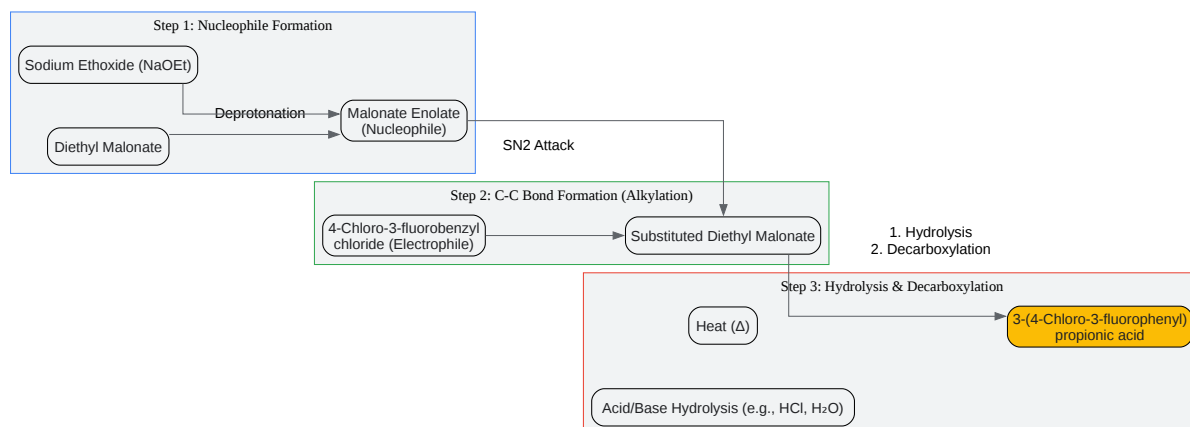 Step 1: Nucleophile Formation
Sodium Ethoxide (NaOEt)
Deprotonation
Malonate Enolate
(Nucleophile)
Diethyl Malonate
SN2 Attack
Step 2: C-C Bond Formation (Alkylation)
4-Chloro-3-fluorobenzyl
chloride (Electrophile)
Substituted Diethyl Malonate
1. Hydrolysis
2. Decarboxylation
Step 3: Hydrolysis & Decarboxylation
Heat (Δ)
3-(4-Chloro-3-fluorophenyl)
propionic acid
Acid/Base Hydrolysis (e.g., HCl, H₂O)